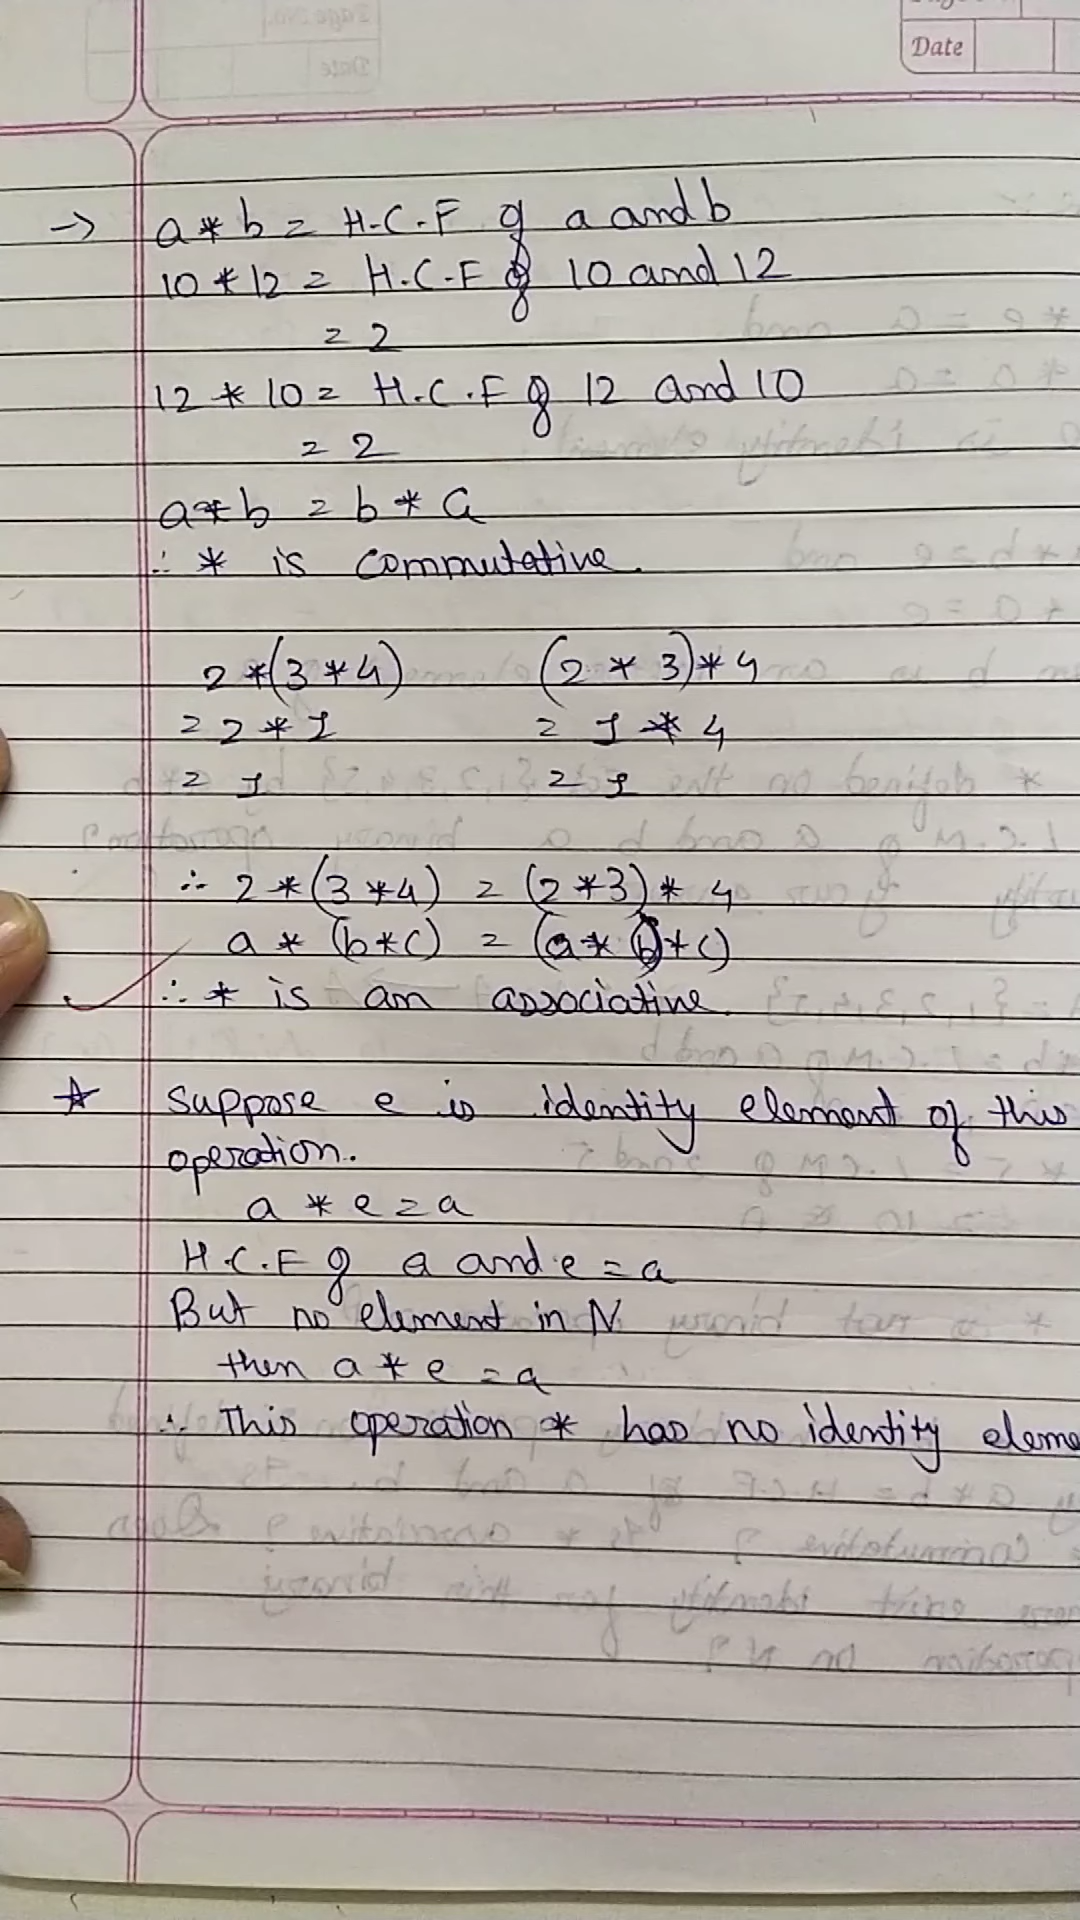 Date
→ a * b = H.C.F of a and b
10 * 12 = H.C.F of 10 and 12
= 2
12 * 10 = H.C.F of 12 and 10
= 2
a * b = b * a
∴ * is commutative.
2 * (3 * 4) (2 * 3) * 4
= 2 * 1 = 1 * 4
= 1 = 1
∴ 2 * (3 * 4) = (2 * 3) * 4
a * (b * c) = (a * b) * c)
∴ * is am associative.
☆ Suppose e is identity element of this
operation.
a * e = a
H.C.F of a and e = a
But no element in N
then a * e = a
∴ This operation * has no identity eleme